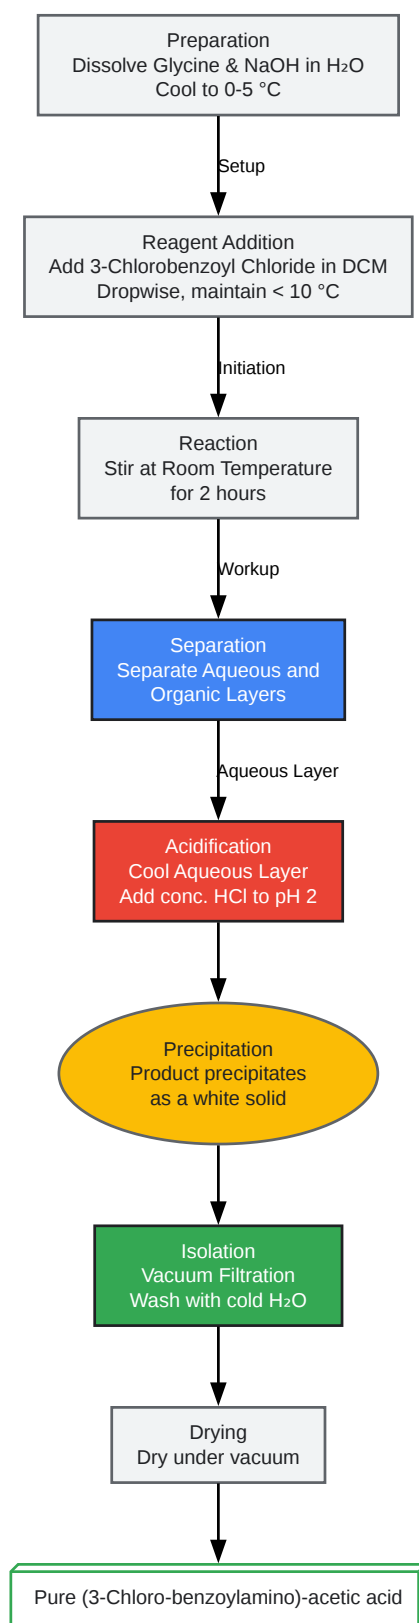 Preparation
Dissolve Glycine & NaOH in H₂O
Cool to 0-5 °C
Setup
Reagent Addition
Add 3-Chlorobenzoyl Chloride in DCM
Dropwise, maintain < 10 °C
Initiation
Reaction
Stir at Room Temperature
for 2 hours
Workup
Separation
Separate Aqueous and
Organic Layers
Aqueous Layer
Acidification
Cool Aqueous Layer
Add conc. HCl to pH 2
Precipitation
Product precipitates
as a white solid
Isolation
Vacuum Filtration
Wash with cold H₂O
Drying
Dry under vacuum
Pure (3-Chloro-benzoylamino)-acetic acid